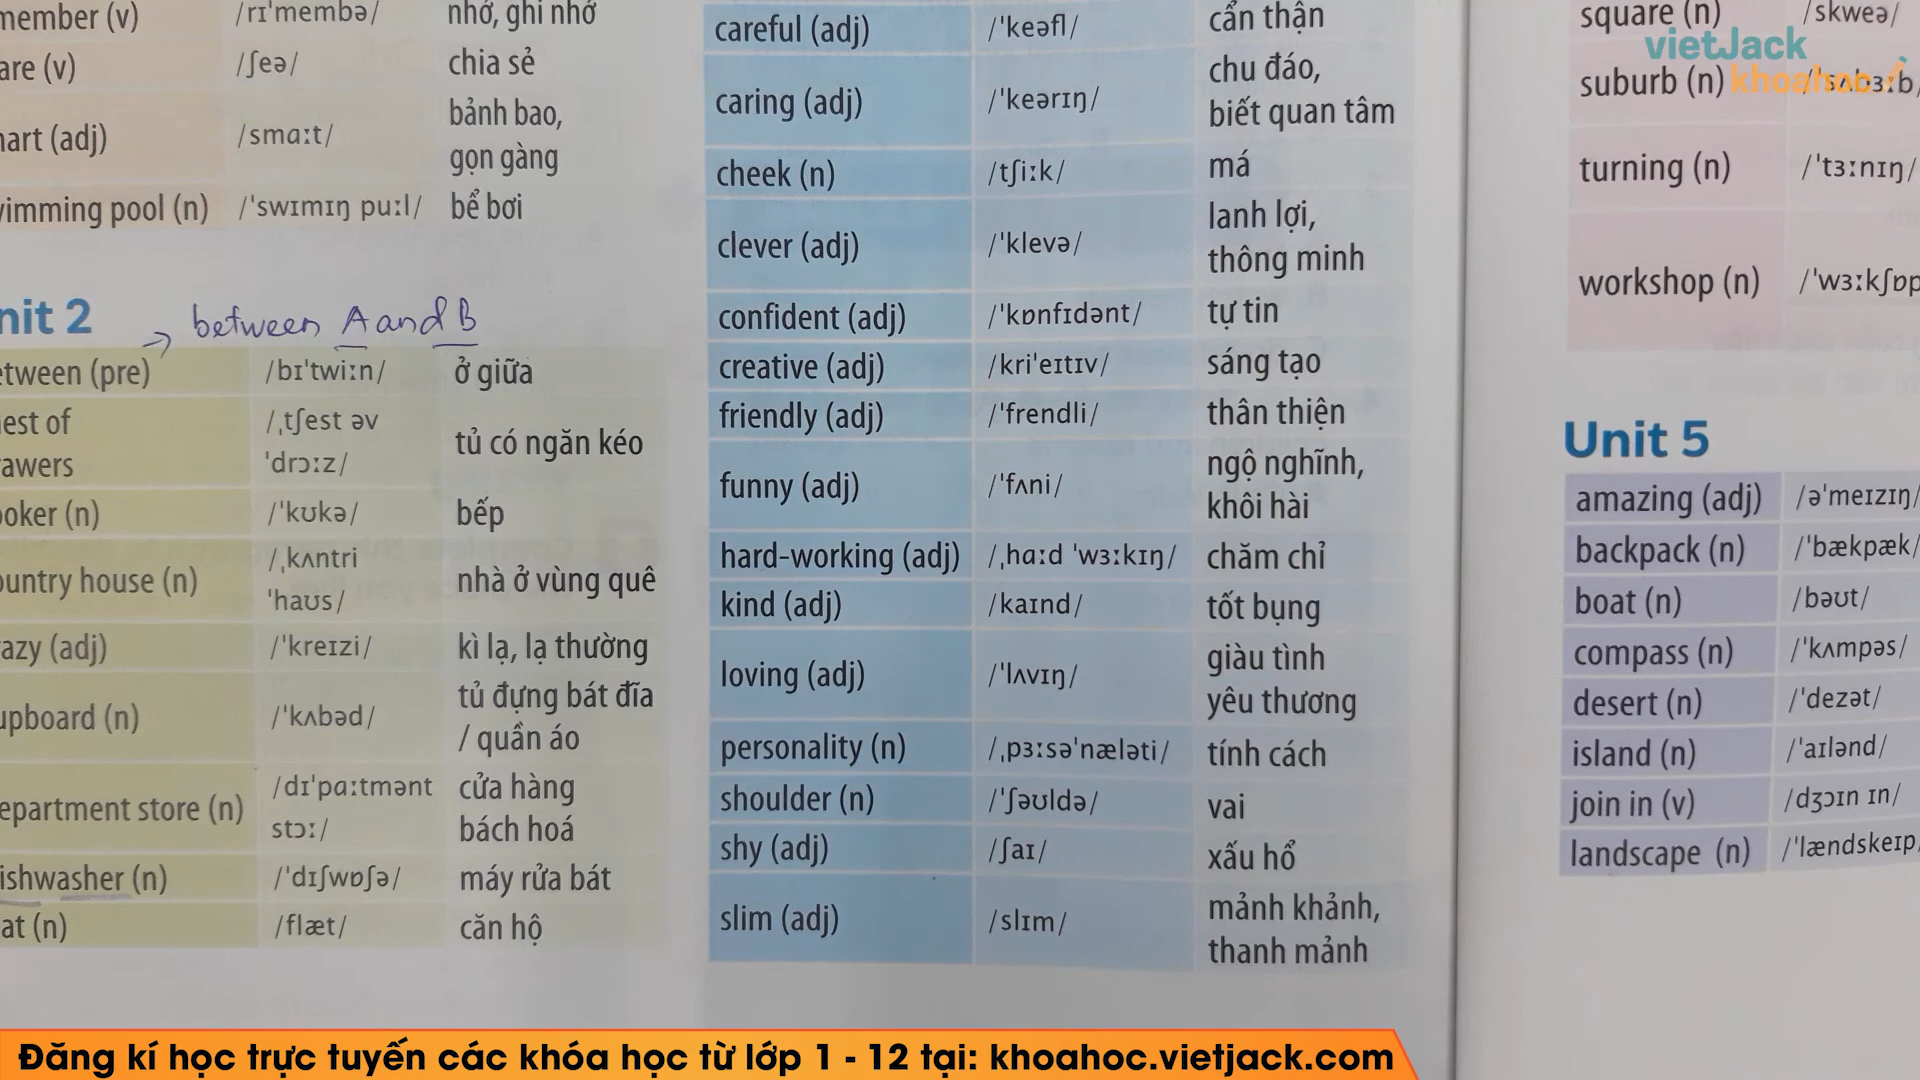 member (v) /rɪˈmembə/ nhớ, ghi nhớ
are (v) /ʃeə/ chia sẻ
art (adj) /smɑːt/ bảnh bao,
gọn gàng
imming pool (n) /ˈswɪmɪŋ puːl/ bể bơi
nit 2
between A and B
tween (pre) /bɪˈtwiːn/ ở giữa
est of /ˌtʃest əv
awers ˈdrɔːz/ tủ có ngăn kéo
oker (n) /ˈkʊkə/ bếp
ountry house (n) /ˌkʌntri
ˈhaʊs/ nhà ở vùng quê
azy (adj) /ˈkreɪzi/ kì lạ, lạ thường
upboard (n) /ˈkʌbəd/ tủ đựng bát đĩa
/ quần áo
epartment store (n) /dɪˈpɑːtmənt cửa hàng
stɔː/ bách hoá
ishwasher (n) /ˈdɪʃwɒʃə/ máy rửa bát
at (n) /flæt/ căn hộ
careful (adj) /ˈkeəfl/ cẩn thận
caring (adj) /ˈkeərɪŋ/ chu đáo,
biết quan tâm
cheek (n) /tʃiːk/ má
clever (adj) /ˈklevə/ lanh lợi,
thông minh
confident (adj) /ˈkɒnfɪdənt/ tự tin
creative (adj) /kriˈeɪtɪv/ sáng tạo
friendly (adj) /ˈfrendli/ thân thiện
funny (adj) /ˈfʌni/ ngộ nghĩnh,
khôi hài
hard-working (adj) /ˌhɑːd ˈwɜːkɪŋ/ chăm chỉ
kind (adj) /kaɪnd/ tốt bụng
loving (adj) /ˈlʌvɪŋ/ giàu tình
yêu thương
personality (n) /ˌpɜːsəˈnæləti/ tính cách
shoulder (n) /ˈʃəʊldə/ vai
shy (adj) /ʃaɪ/ xấu hổ
slim (adj) /slɪm/ mảnh khảnh,
thanh mảnh
square (n) /skweə/
vietJack
khoahoc
suburb (n) /ˈsʌbɜːb/
turning (n) /ˈtɜːnɪŋ/
workshop (n) /ˈwɜːkʃɒp
Unit 5
amazing (adj) /əˈmeɪzɪŋ/
backpack (n) /ˈbækpæk/
boat (n) /bəʊt/
compass (n) /ˈkʌmpəs/
desert (n) /ˈdezət/
island (n) /ˈaɪlənd/
join in (v) /dʒɔɪn ɪn/
landscape (n) /ˈlændskeɪp/
Đăng kí học trực tuyến các khóa học từ lớp 1 - 12 tại: khoahoc.vietjack.com